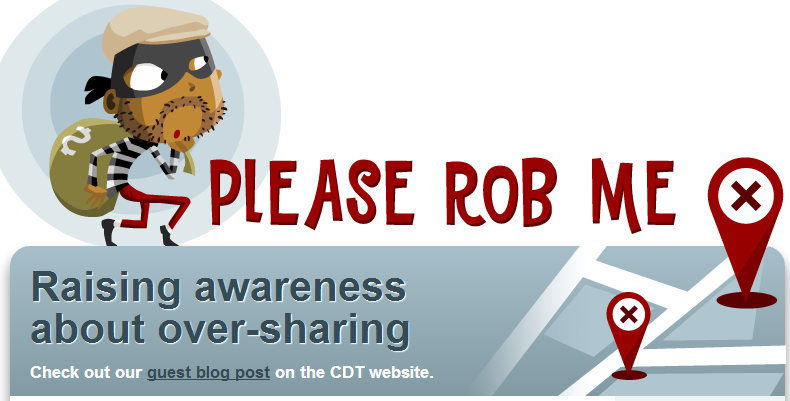 $
PLEASE ROB ME
Raising awareness
about over-sharing
Check out our guest blog post on the CDT website.